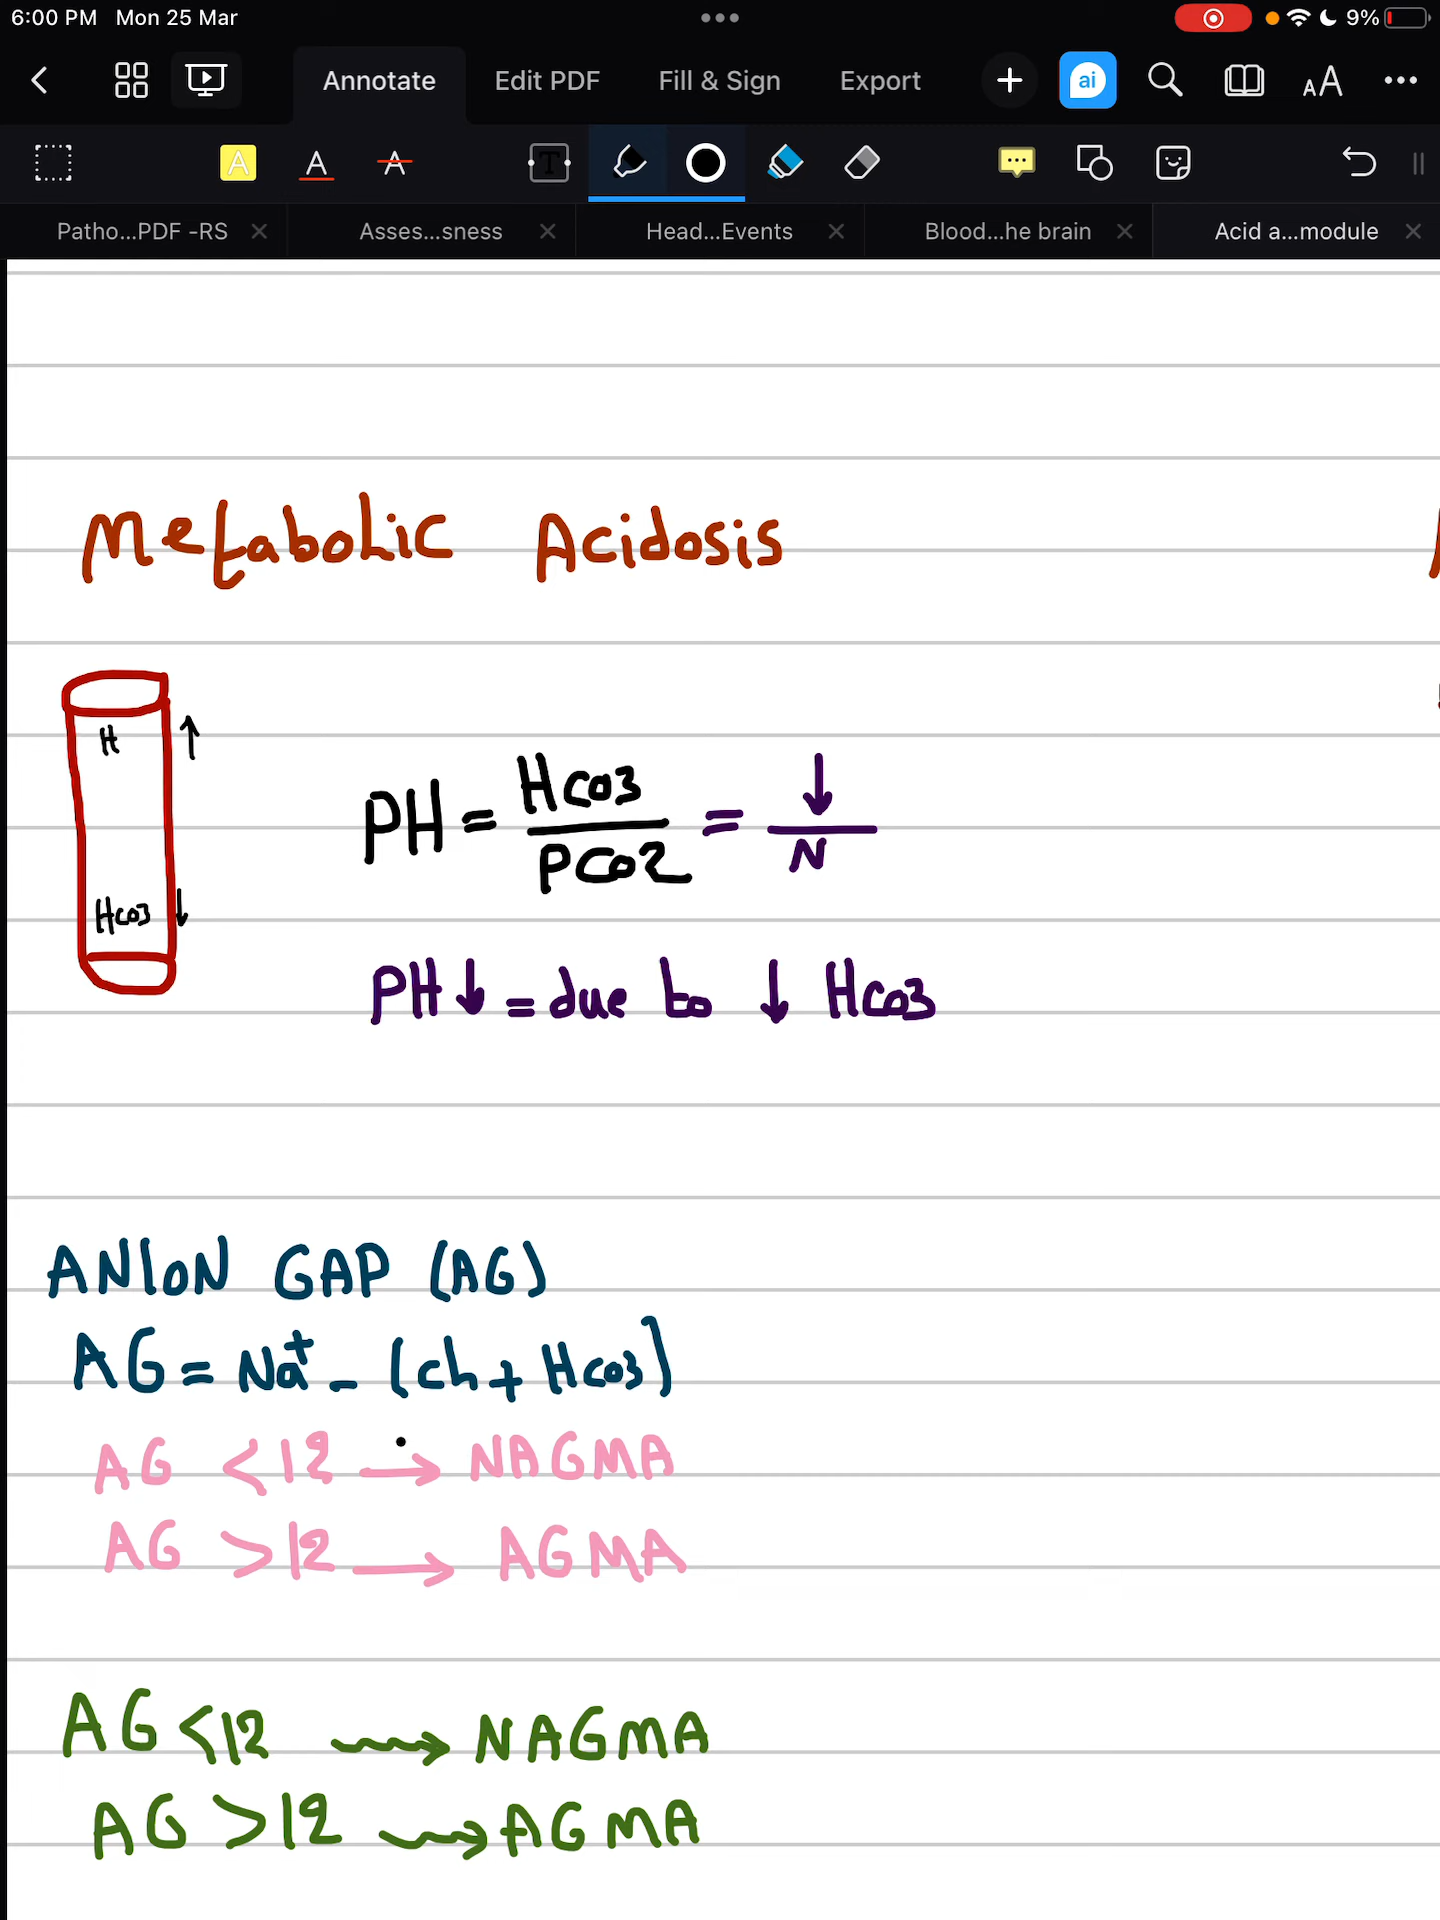 6:00 PM Mon 25 Mar 9%
Annotate Edit PDF Fill & Sign Export ai AA
A A A T
Patho...PDF -RS Asses...sness Head...Events Blood...he brain Acid a...module
Metabolic Acidosis
H ↑
PH = Hco3 / PCo2 = ↓ / N
Hco3 ↓
PH ↓ = due to ↓ Hco3
ANION GAP (AG)
AG = Na+ - (ch + Hco3)
AG < 12 → NAGMA
AG > 12 → AGMA
AG < 12 → NAGMA
AG > 12 → AGMA